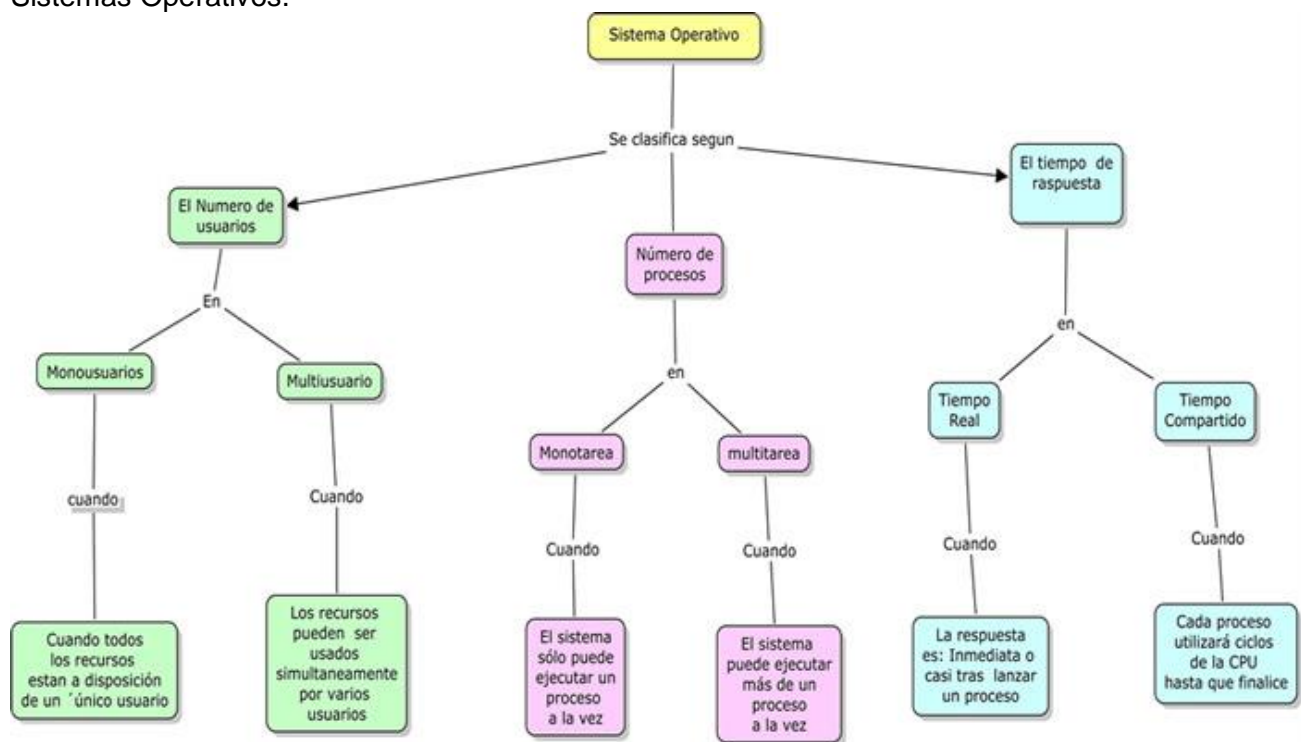 Sistemas Operativos:
Sistema Operativo
Se clasifica segun
El Numero de
usuarios
Número de
procesos
El tiempo de
raspuesta
En
en
en
Monousuarios
Multiusuario
Monotarea
multitarea
Tiempo
Real
Tiempo
Compartido
cuando
Cuando
Cuando
Cuando
Cuando
Cuando
Cuando todos
los recursos
estan a disposición
de un ´único usuario
Los recursos
pueden ser
usados
simultaneamente
por varios
usuarios
El sistema
sólo puede
ejecutar un
proceso
a la vez
El sistema
puede ejecutar
más de un
proceso
a la vez
La respuesta
es: Inmediata o
casi tras lanzar
un proceso
Cada proceso
utilizará ciclos
de la CPU
hasta que finalice